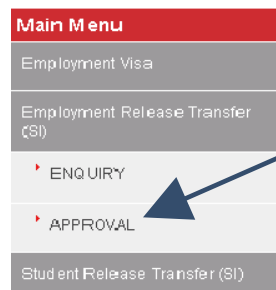 Main Menu
Employment Visa
Employment Release Transfer
(SI)
ENQUIRY
APPROVAL
Student Release Transfer (SI)